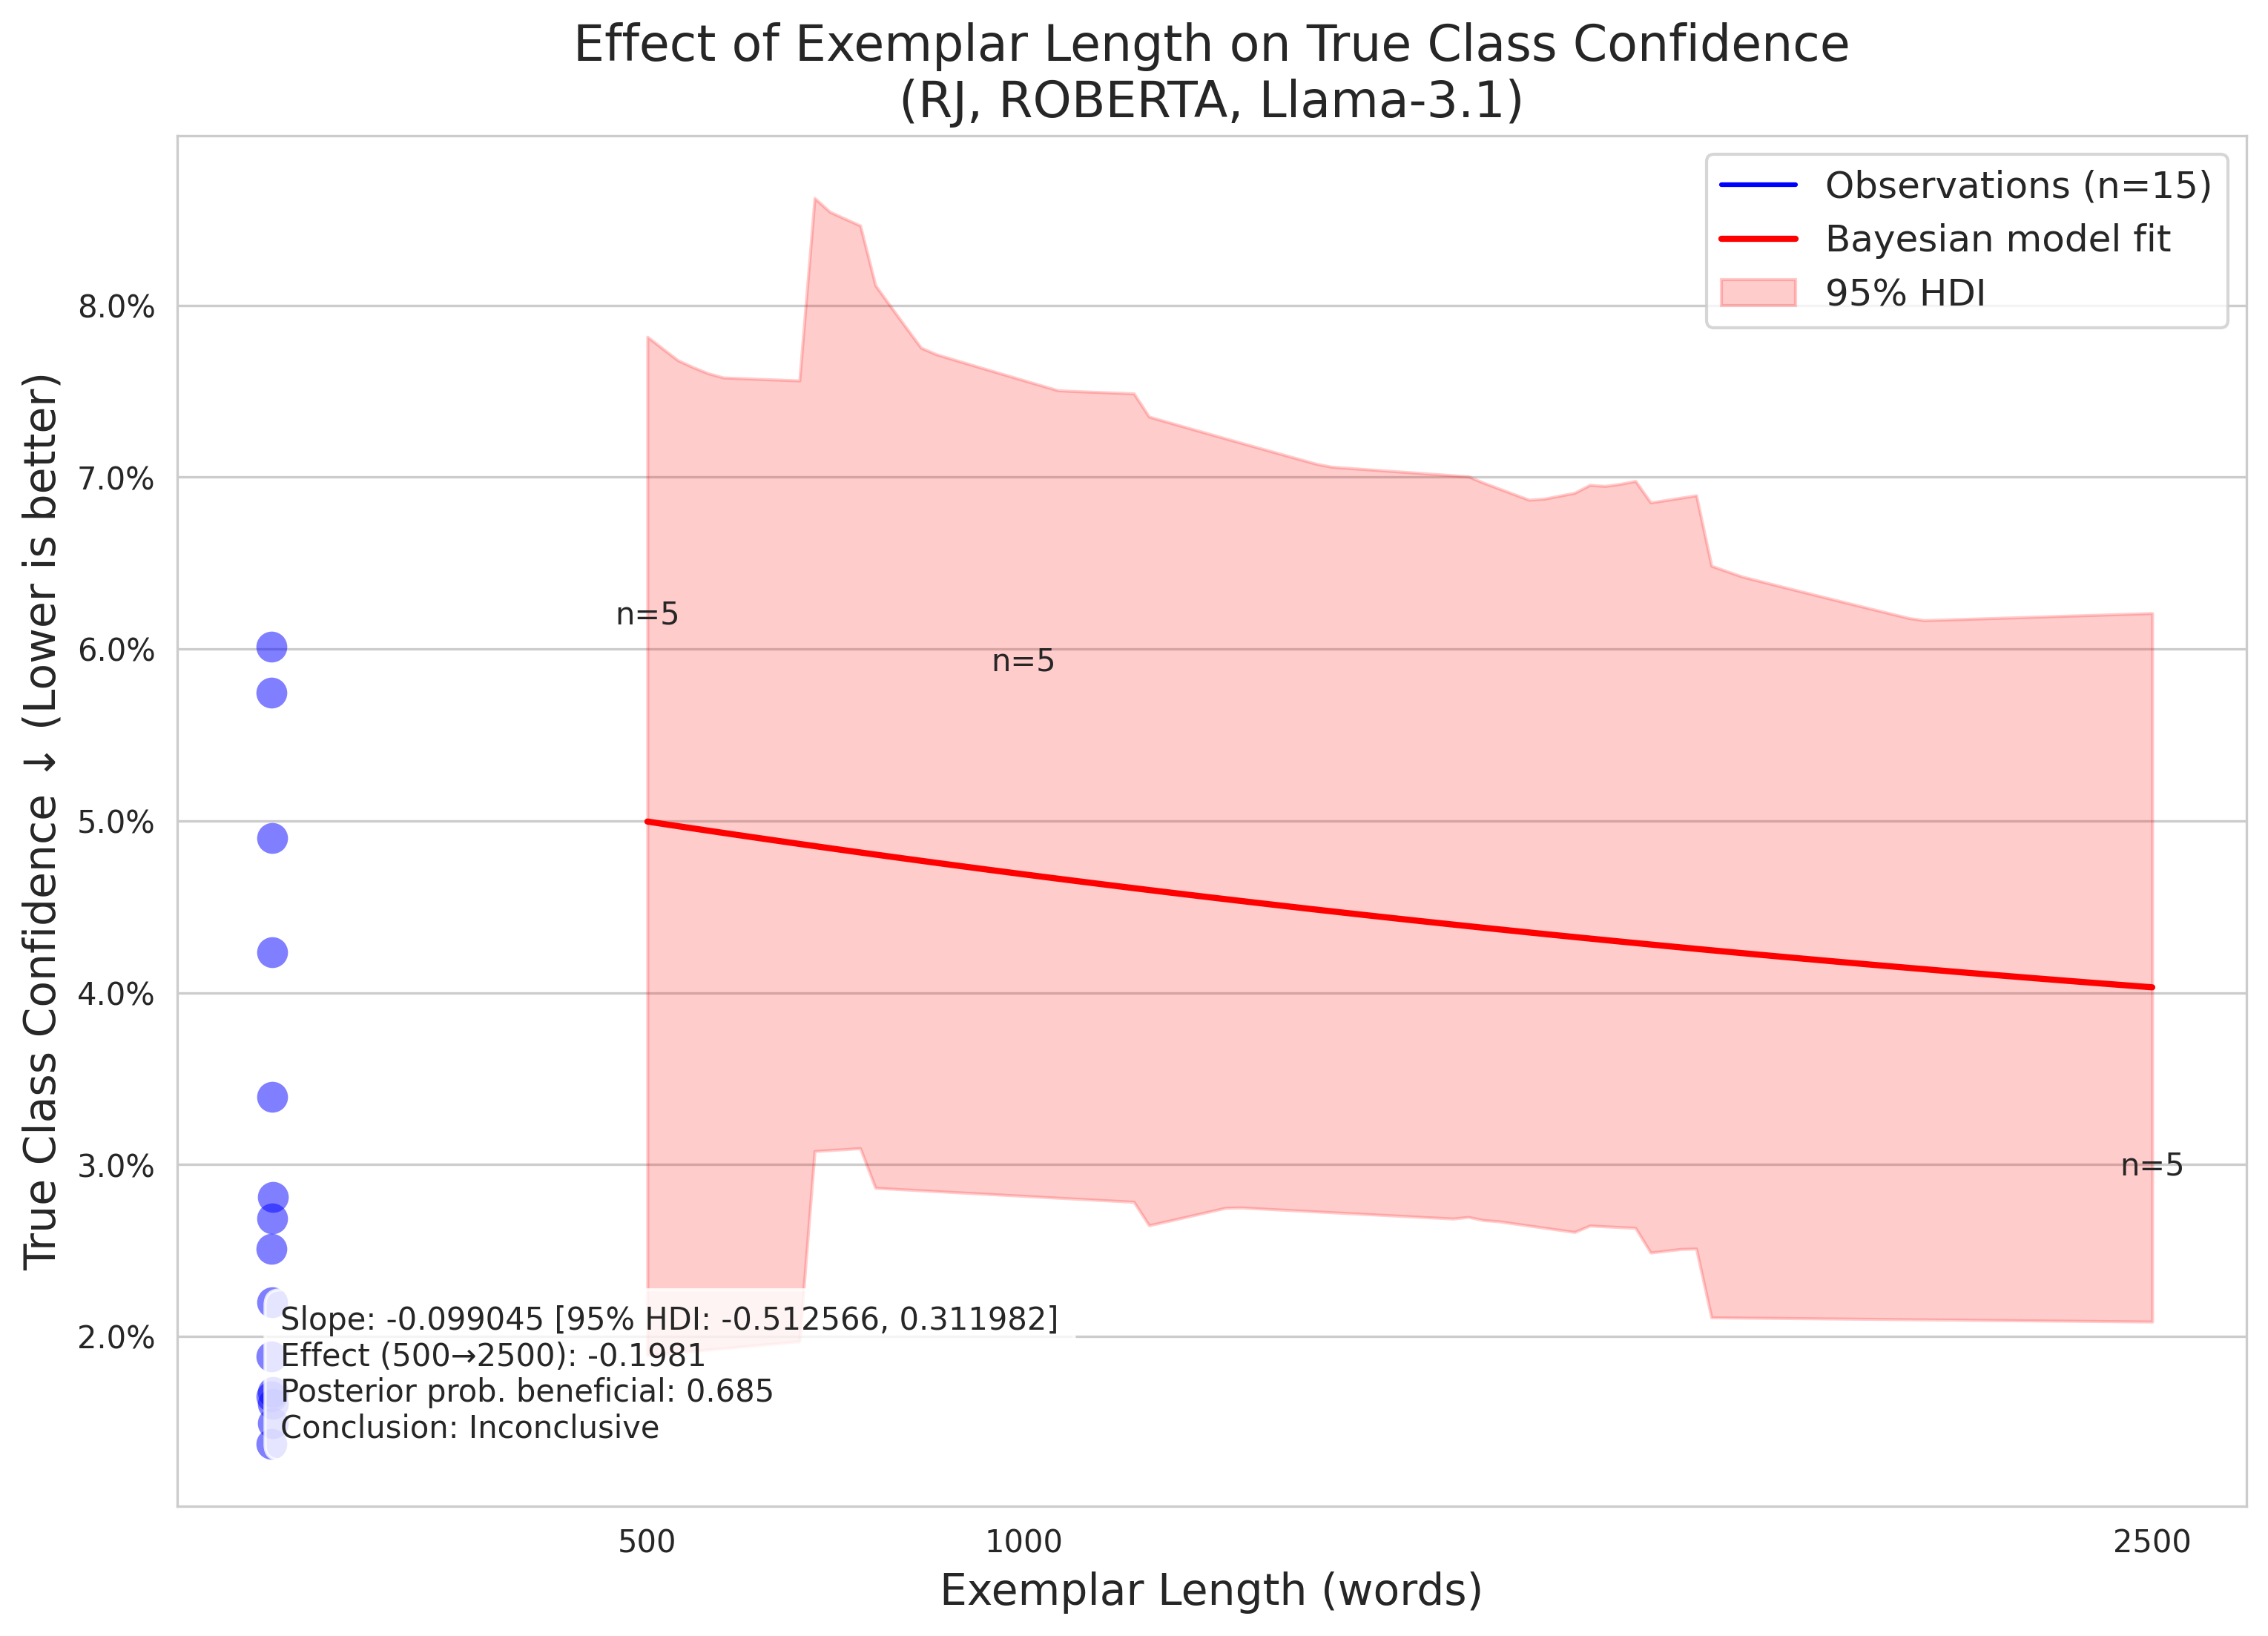 Effect of Exemplar Length on True Class Confidence
(RJ, ROBERTA, Llama-3.1)
Observations (n=15)
Bayesian model fit
95% HDI
True Class Confidence ↓ (Lower is better)
8.0%
7.0%
6.0%
5.0%
4.0%
3.0%
2.0%
n=5
n=5
n=5
Slope: -0.099045 [95% HDI: -0.512566, 0.311982]
Effect (500→2500): -0.1981
Posterior prob. beneficial: 0.685
Conclusion: Inconclusive
500
1000
2500
Exemplar Length (words)